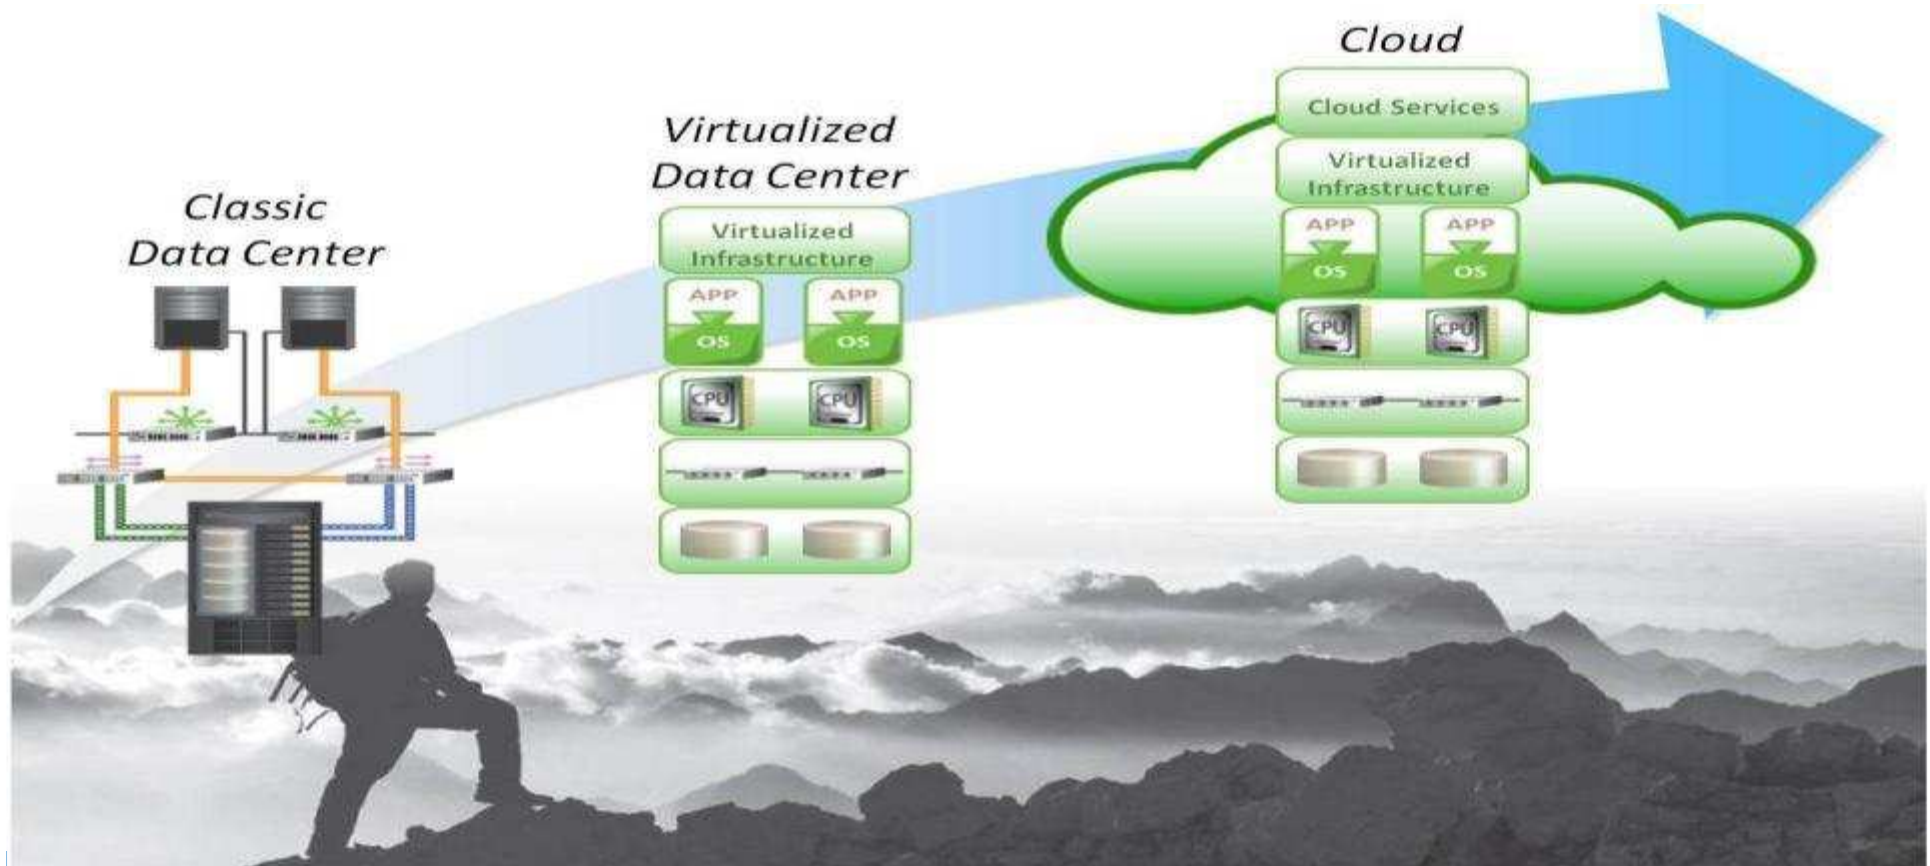 Classic
Data Center
Virtualized
Data Center
Virtualized
Infrastructure
APP
APP
OS
OS
CPU
CPU
Cloud
Cloud Services
Virtualized
Infrastructure
APP
APP
OS
OS
CPU
CPU